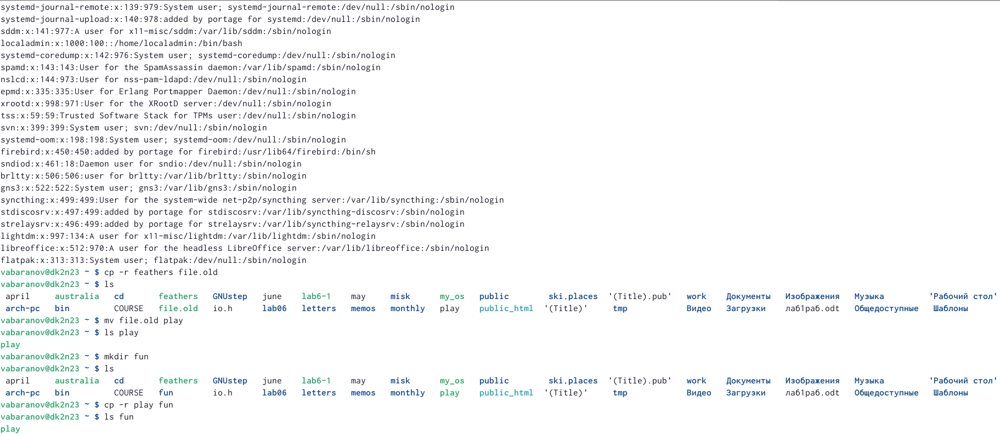 systemd-journal-remote:x:139:979:System user; systemd-journal-remote:/dev/null:/sbin/nologin
systemd-journal-upload:x:140:978:added by portage for systemd:/dev/null:/sbin/nologin
sddm:x:141:977:A user for x11-misc/sddm:/var/lib/sddm:/sbin/nologin
localadmin:x:1000:100::/home/localadmin:/bin/bash
systemd-coredump:x:142:976:System user; systemd-coredump:/dev/null:/sbin/nologin
spamd:x:143:143:User for the SpamAssassin daemon:/var/lib/spamd:/sbin/nologin
nslcd:x:144:973:User for nss-pam-ldapd:/dev/null:/sbin/nologin
epmd:x:335:335:User for Erlang Portmapper Daemon:/dev/null:/sbin/nologin
xrootd:x:998:971:User for the XRootD server:/dev/null:/sbin/nologin
tss:x:59:59:Trusted Software Stack for TPMs user:/dev/null:/sbin/nologin
svn:x:399:399:System user; svn:/dev/null:/sbin/nologin
systemd-oom:x:198:198:System user; systemd-oom:/dev/null:/sbin/nologin
firebird:x:450:450:added by portage for firebird:/usr/lib64/firebird:/bin/sh
sndiod:x:461:18:Daemon user for sndio:/dev/null:/sbin/nologin
brltty:x:506:506:user for brltty:/var/lib/brltty:/sbin/nologin
gns3:x:522:522:System user; gns3:/var/lib/gns3:/sbin/nologin
syncthing:x:499:499:User for the system-wide net-p2p/syncthing server:/var/lib/syncthing:/sbin/nologin
stdiscosrv:x:497:499:added by portage for stdiscosrv:/var/lib/syncthing-discosrv:/sbin/nologin
strelaysrv:x:496:499:added by portage for strelaysrv:/var/lib/syncthing-relaysrv:/sbin/nologin
lightdm:x:997:134:A user for x11-misc/lightdm:/var/lib/lightdm:/sbin/nologin
libreoffice:x:512:970:A user for the headless LibreOffice server:/var/lib/libreoffice:/sbin/nologin
flatpak:x:313:313:System user; flatpak:/dev/null:/sbin/nologin
vabaranov@dk2n23 ~ $ cp -r feathers file.old
vabaranov@dk2n23 ~ $ ls
april australia cd feathers GNUstep june lab6-1 may misk my_os public ski.places '(Title).pub' work Документы Изображения Музыка 'Рабочий стол'
arch-pc bin COURSE file.old io.h lab06 letters memos monthly play public_html '(Title)' tmp Видео Загрузки лаб1раб.odt Общедоступные Шаблоны
vabaranov@dk2n23 ~ $ mv file.old play
vabaranov@dk2n23 ~ $ ls play
play
vabaranov@dk2n23 ~ $ mkdir fun
vabaranov@dk2n23 ~ $ ls
april australia cd feathers GNUstep june lab6-1 may misk my_os public ski.places '(Title).pub' work Документы Изображения Музыка 'Рабочий стол'
arch-pc bin COURSE fun io.h lab06 letters memos monthly play public_html '(Title)' tmp Видео Загрузки лаб1раб.odt Общедоступные Шаблоны
vabaranov@dk2n23 ~ $ cp -r play fun
vabaranov@dk2n23 ~ $ ls fun
play